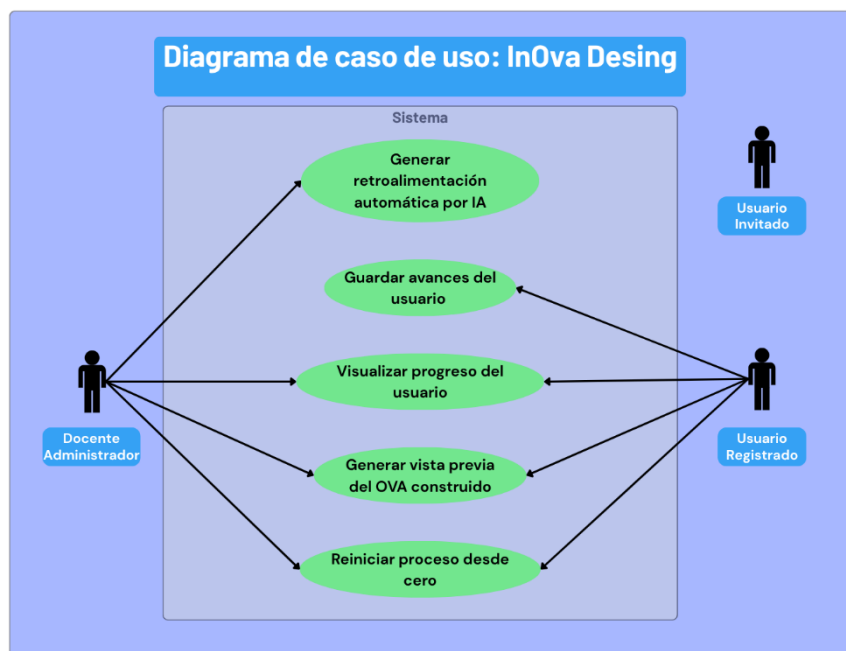 Diagrama de caso de uso: InOva Desing
Sistema
Generar
retroalimentación
automática por IA
Usuario
Invitado
Guardar avances del
usuario
Visualizar progreso del
usuario
Docente
Administrador
Usuario
Registrado
Generar vista previa
del OVA construido
Reiniciar proceso desde
cero